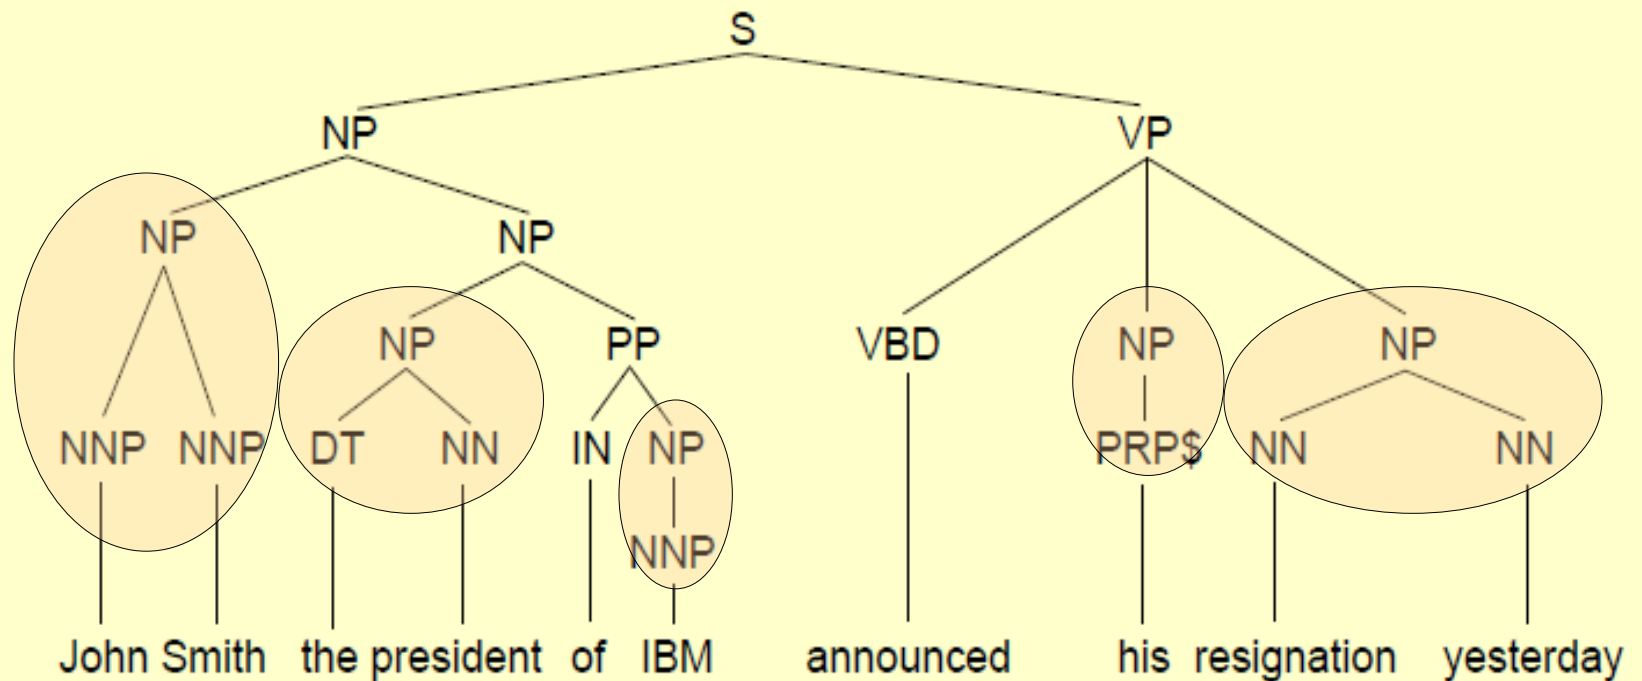 S
NP VP
NP NP
NP PP VBD NP NP
NNP NNP DT NN IN NP PRP$ NN NN
NNP
John Smith the president of IBM announced his resignation yesterday